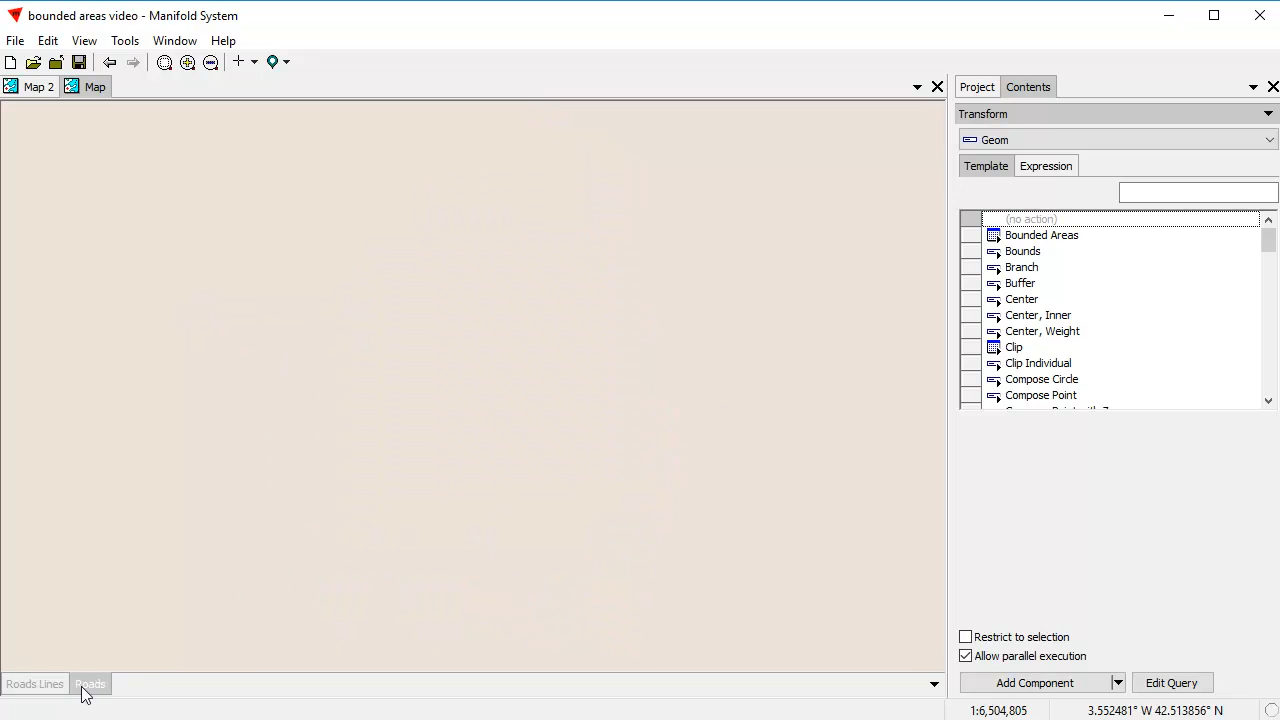 bounded areas video - Manifold System
File Edit View Tools Window Help
Map 2 Map
Project Contents
Transform
Geom
Template Expression
(no action)
Bounded Areas
Bounds
Branch
Buffer
Center
Center, Inner
Center, Weight
Clip
Clip Individual
Compose Circle
Compose Point
Restrict to selection
Allow parallel execution
Roads Lines Roads
Add Component Edit Query
1:6,504,805 3.552481° W 42.513856° N